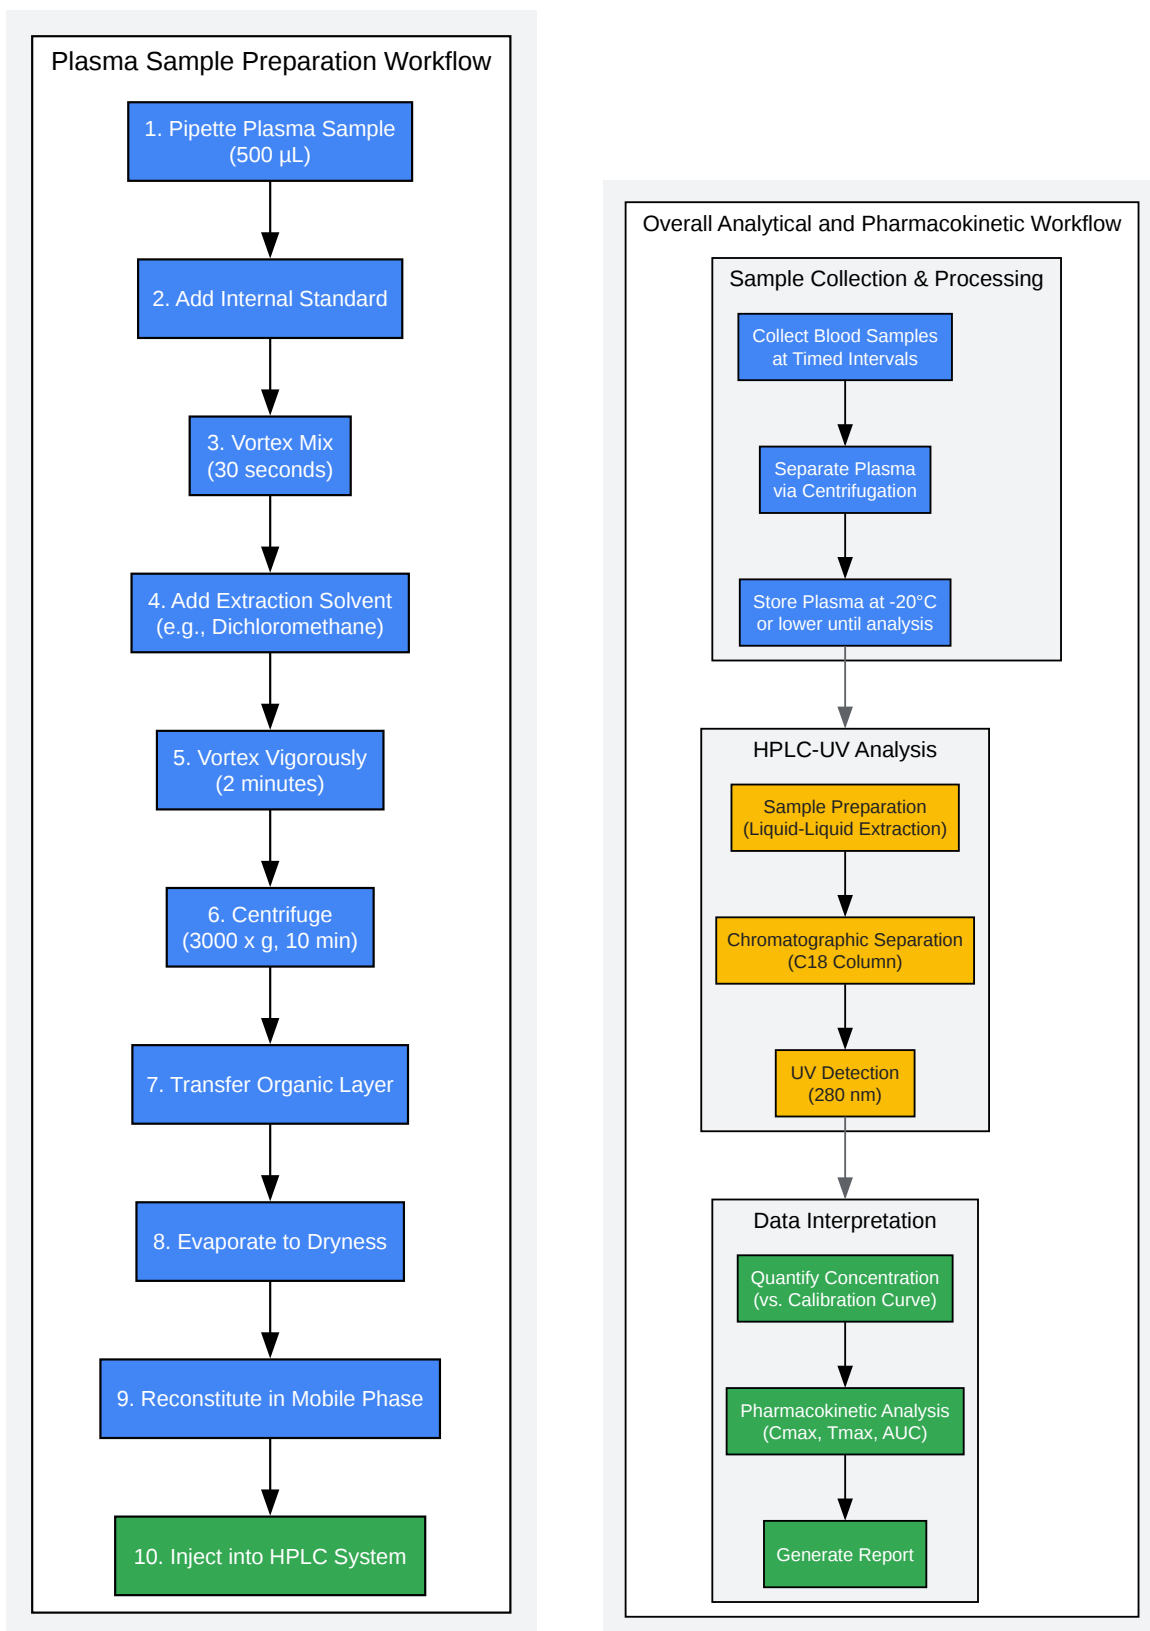 Plasma Sample Preparation Workflow
1. Pipette Plasma Sample
(500 µL)
2. Add Internal Standard
3. Vortex Mix
(30 seconds)
4. Add Extraction Solvent
(e.g., Dichloromethane)
5. Vortex Vigorously
(2 minutes)
6. Centrifuge
(3000 x g, 10 min)
7. Transfer Organic Layer
8. Evaporate to Dryness
9. Reconstitute in Mobile Phase
10. Inject into HPLC System
Overall Analytical and Pharmacokinetic Workflow
Sample Collection & Processing
Collect Blood Samples
at Timed Intervals
Separate Plasma
via Centrifugation
Store Plasma at -20°C
or lower until analysis
HPLC-UV Analysis
Sample Preparation
(Liquid-Liquid Extraction)
Chromatographic Separation
(C18 Column)
UV Detection
(280 nm)
Data Interpretation
Quantify Concentration
(vs. Calibration Curve)
Pharmacokinetic Analysis
(Cmax, Tmax, AUC)
Generate Report